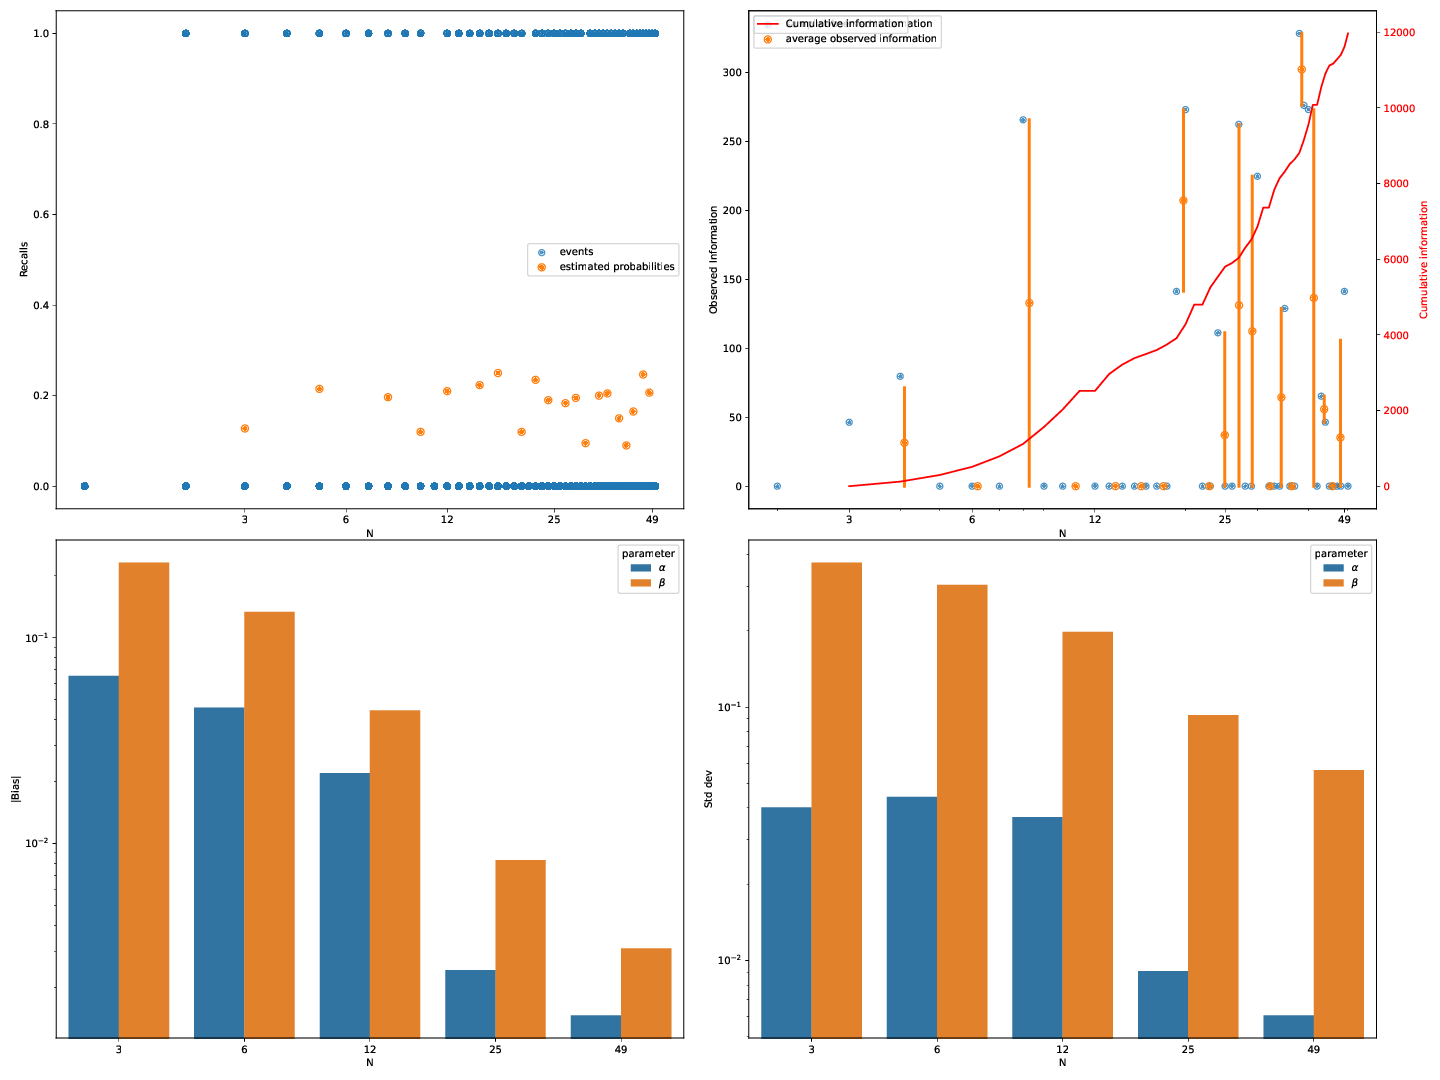 1.0
0.8
0.6
0.4
0.2
0.0
Recalls
events
estimated probabilities
3
6
12
25
49
N
Cumulative information ation
average observed information
300
250
200
150
100
50
0
Observed Information
12000
10000
8000
6000
4000
2000
0
Cumulative information
3
6
12
25
49
N
parameter
α
β
10⁻¹
10⁻²
|Bias|
3
6
12
25
49
N
parameter
α
β
10⁻¹
10⁻²
Std dev
3
6
12
25
49
N